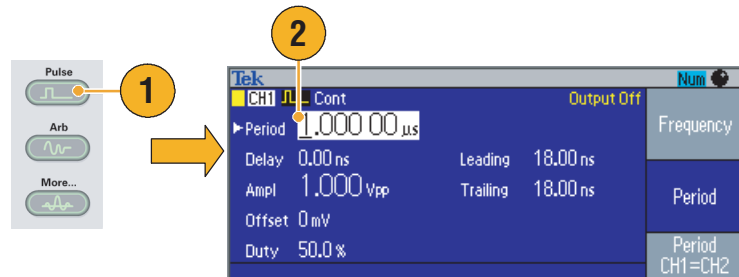 Pulse
1
Arb
More...
2
Tek
Num
CH1 Cont
Output Off
Period 1.000 00 µs
Delay 0.00 ns
Leading 18.00 ns
Ampl 1.000 Vpp
Trailing 18.00 ns
Offset 0 mV
Duty 50.0 %
Frequency
Period
Period
CH1=CH2